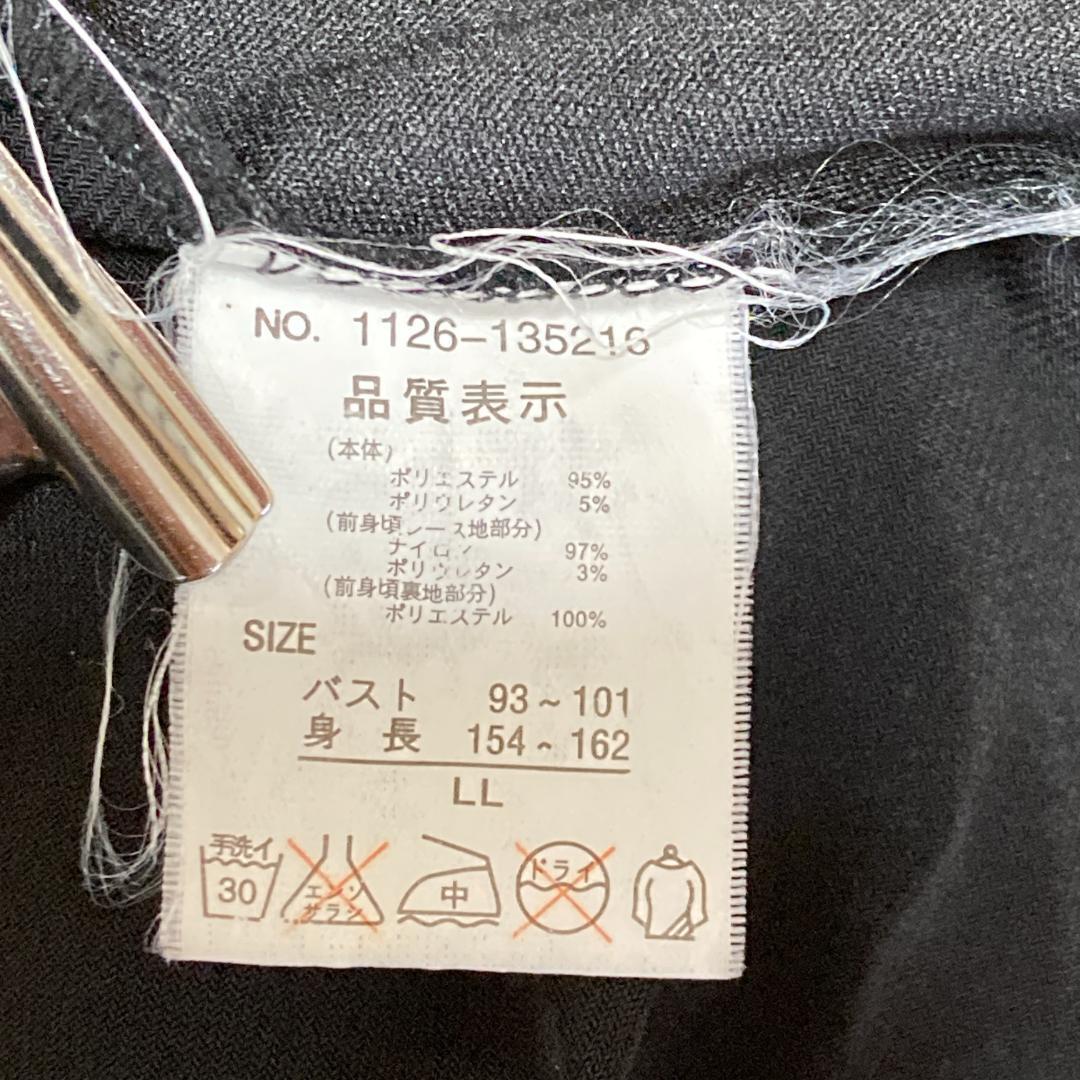 NO. 1126-135216
品質表示
(本体)
ポリエステル 95%
ポリウレタン 5%
(前身頃レース地部分)
ナイロン 97%
ポリウレタン 3%
(前身頃裏地部分)
ポリエステル 100%
SIZE
バスト 93~101
身長 154~162
LL
手洗イ
30
エンソ
サラシ
中
ドライ